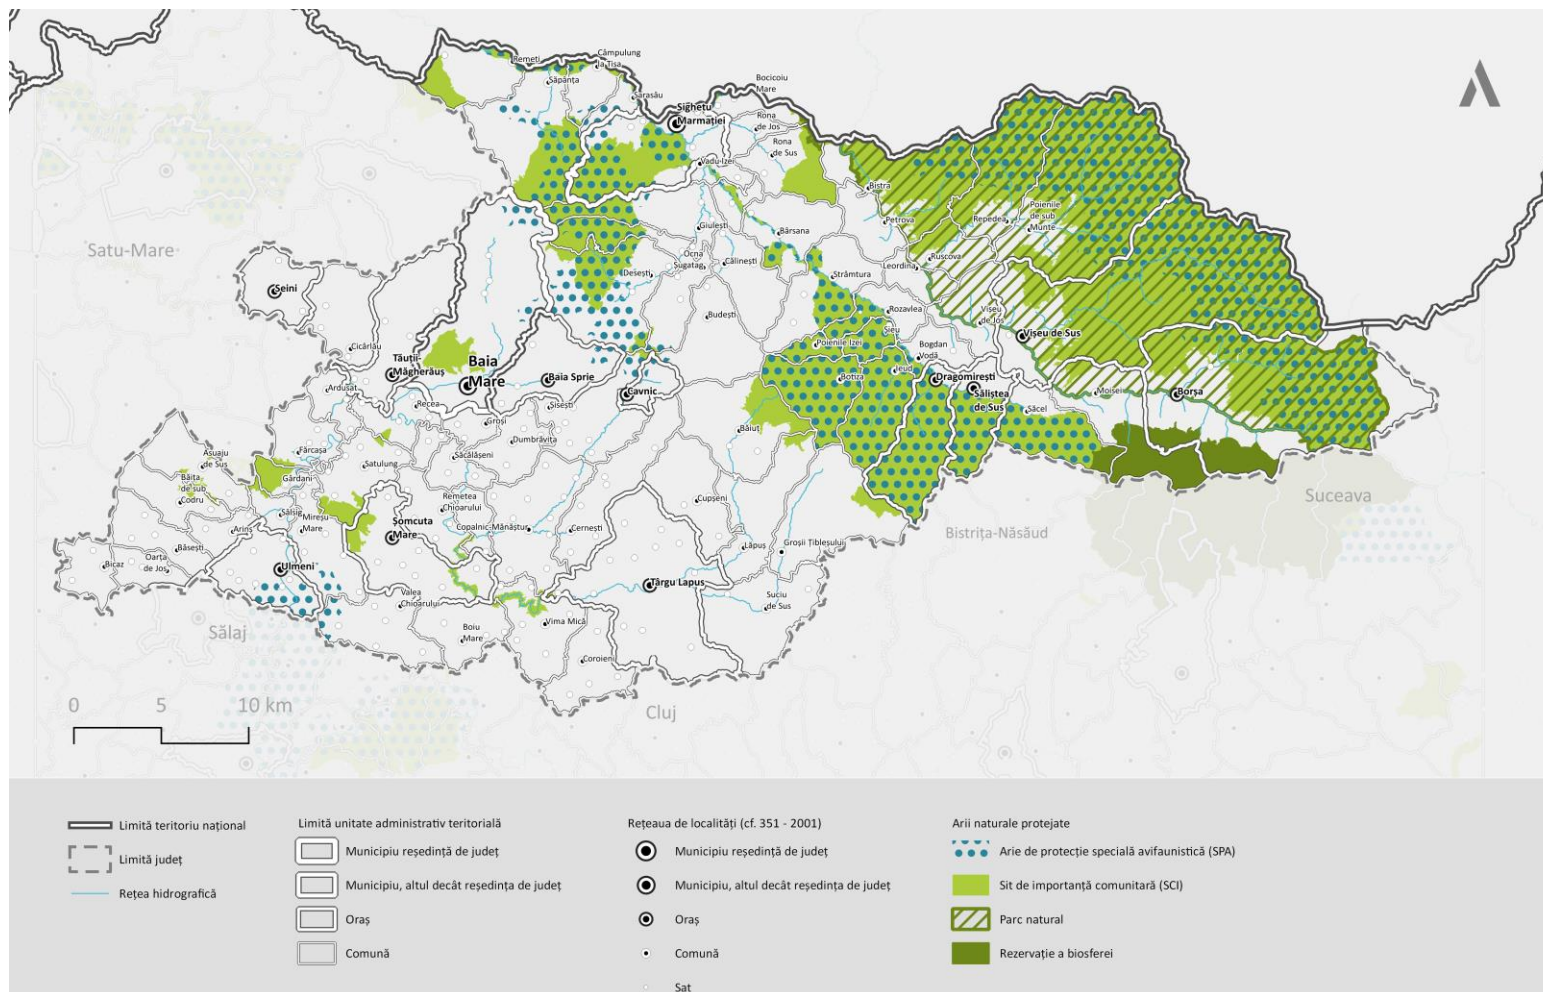 Remeți
Câmpulung
la Tisa
Săpânța
Sarasău
Bocicoiu
Mare
Sighetu
Marmației
Rona
de Jos
Rona
de Sus
Vadu-Izei
Bistra
Petrova
Repedea
Poienile
de sub
Munte
Giulești
Bârsana
Satu-Mare
Ocna
Șugatag
Desești
Călinești
Leordina
Ruscova
Strâmtura
Seini
Budești
Rozavlea
Vișeu
de Jos
Vișeu de Sus
Șieu
Poienile Izei
Bogdan
Vodă
Cicârlău
Tăuții-
Măgherăuș
Baia
Mare
Baia Sprie
Cavnic
Botiza
Ieud
Dragomirești
Săliștea
de Sus
Moisei
Borșa
Ardusat
Recea
Șișești
Săcel
Groși
Dumbrăvița
Băiuț
Fărcașa
Satulung
Săcălășeni
Asuaju
de Sus
Băița
de sub
Codru
Gârdani
Remetea
Chioarului
Cupșeni
Suceava
Sălsig
Mireșu
Mare
Șomcuta
Mare
Copalnic-Mănăștur
Cernești
Ariniș
Băsești
Lăpuș
Groșii Țibleșului
Bistrița-Năsăud
Bicaz
Oarța
de Jos
Ulmeni
Târgu Lapus
Valea
Chioarului
Suciu
de Sus
Sălaj
Boiu
Mare
Vima Mică
Coroieni
0 5 10 km
Cluj
Limită teritoriu național
Limită județ
Rețea hidrografică
Limită unitate administrativ teritorială
Municipiu reședință de județ
Municipiu, altul decât reședința de județ
Oraș
Comună
Rețeaua de localități (cf. 351 - 2001)
Municipiu reședință de județ
Municipiu, altul decât reședința de județ
Oraș
Comună
Sat
Arii naturale protejate
Arie de protecție specială avifaunistică (SPA)
Sit de importanță comunitară (SCI)
Parc natural
Rezervație a biosferei